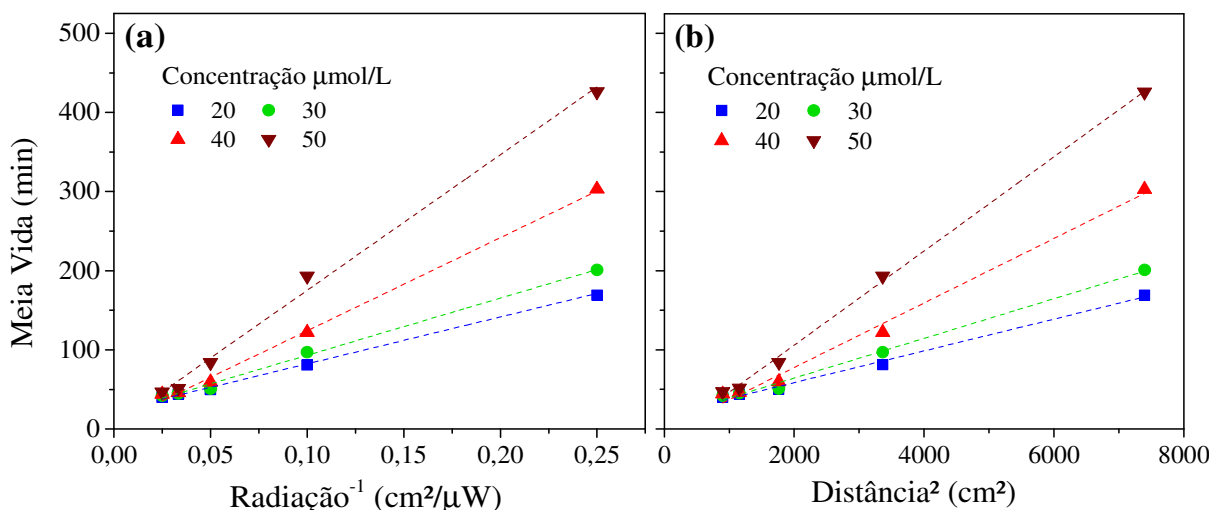 (a)
Concentração μmol/L
20 30
40 50
Meia Vida (min)
500
400
300
200
100
0
0,00 0,05 0,10 0,15 0,20 0,25
Radiação⁻¹ (cm²/μW)
(b)
Concentração μmol/L
20 30
40 50
0 2000 4000 6000 8000
Distância² (cm²)